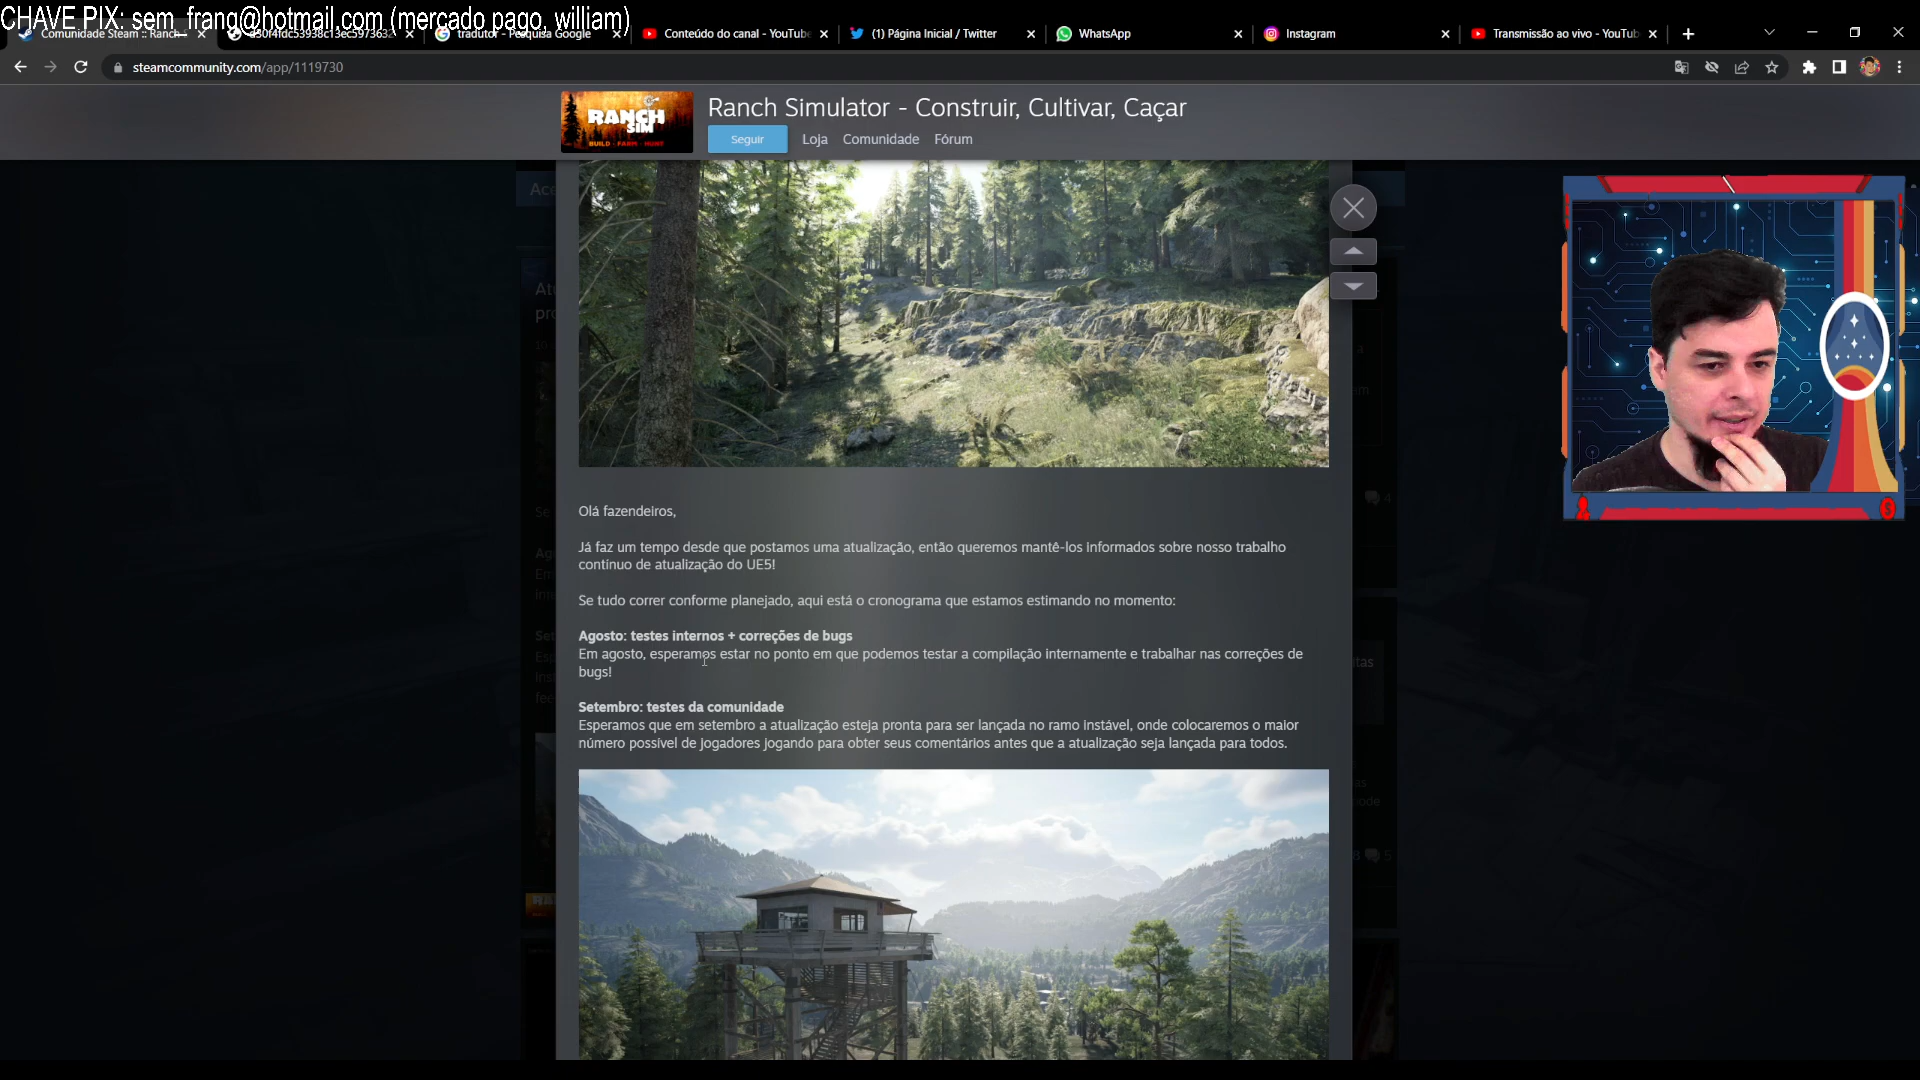 CHAVE PIX: sem_franq@hotmail.com (mercado pago, william)
Comunidade Steam :: Ranch S
d30f4fdc53938c13ec5973632
tradutor - Pesquisa Google
Conteúdo do canal - YouTube
(1) Página Inicial / Twitter
WhatsApp
Instagram
Transmissão ao vivo - YouTub
steamcommunity.com/app/1119730
RANCH
SIM
BUILD - FARM - HUNT
Ranch Simulator - Construir, Cultivar, Caçar
Seguir
Loja
Comunidade
Fórum
Olá fazendeiros,
Já faz um tempo desde que postamos uma atualização, então queremos mantê-los informados sobre nosso trabalho
contínuo de atualização do UE5!
Se tudo correr conforme planejado, aqui está o cronograma que estamos estimando no momento:
Agosto: testes internos + correções de bugs
Em agosto, esperamos estar no ponto em que podemos testar a compilação internamente e trabalhar nas correções de
bugs!
Setembro: testes da comunidade
Esperamos que em setembro a atualização esteja pronta para ser lançada no ramo instável, onde colocaremos o maior
número possível de jogadores jogando para obter seus comentários antes que a atualização seja lançada para todos.